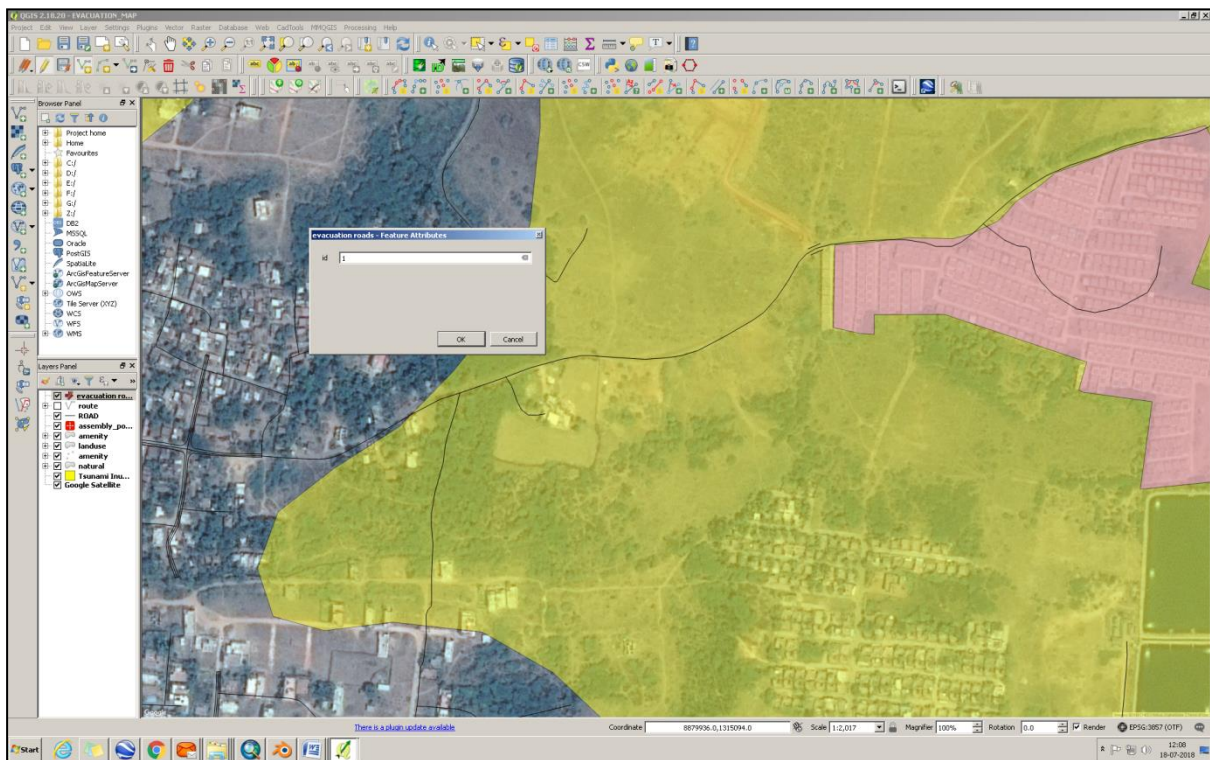 QGIS 2.18.20 - EVACUATION_MAP
Project Edit View Layer Settings Plugins Vector Raster Database Web CadTools MMQGIS Processing Help
CSW
Browser Panel
Project home
Home
Favourites
C:/
D:/
E:/
F:/
G:/
Z:/
DB2
MSSQL
Oracle
PostGIS
SpatiaLite
ArcGisFeatureServer
ArcGisMapServer
OWS
Tile Server (XYZ)
WCS
WFS
WMS
evacuation roads - Feature Attributes
id 1
OK Cancel
Layers Panel
evacuation ro...
route
ROAD
assembly_po...
amenity
landuse
amenity
natural
Tsunami Inu...
Google Satellite
Google
There is a plugin update available Coordinate 8879936.0,1315094.0 Scale 1:2,017 Magnifier 100% Rotation 0.0 Render EPSG:3857 (OTF)
Start 12:08
18-07-2018